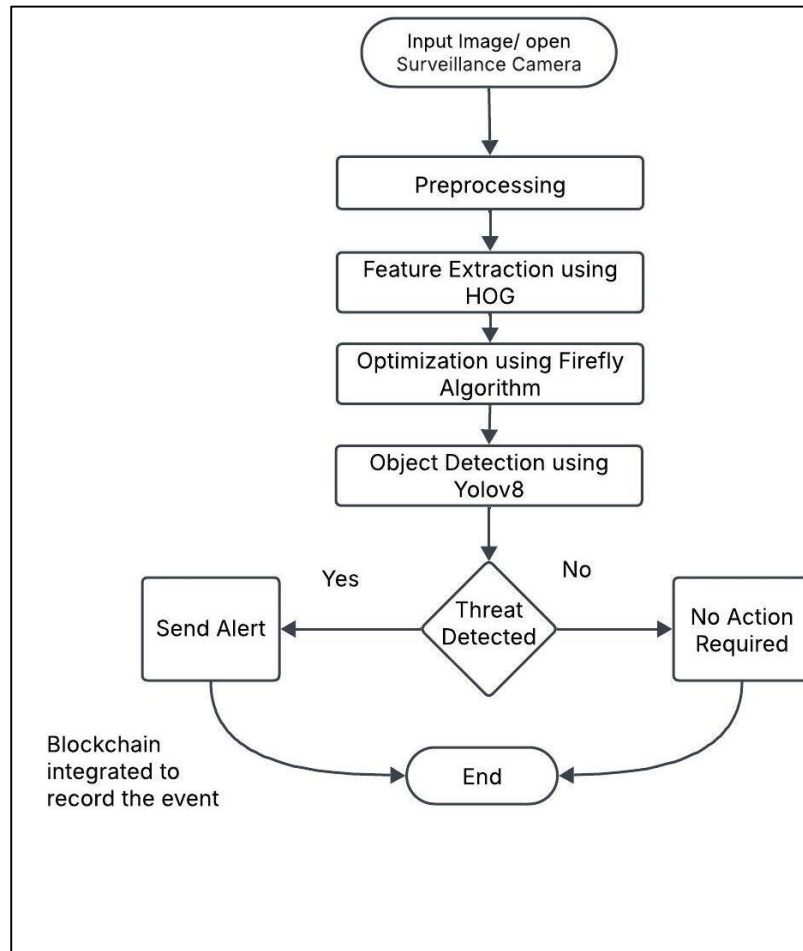 Input Image/ open
Surveillance Camera
Preprocessing
Feature Extraction using
HOG
Optimization using Firefly
Algorithm
Object Detection using
Yolov8
Yes
No
Threat
Detected
Send Alert
No Action
Required
Blockchain
integrated to
record the event
End